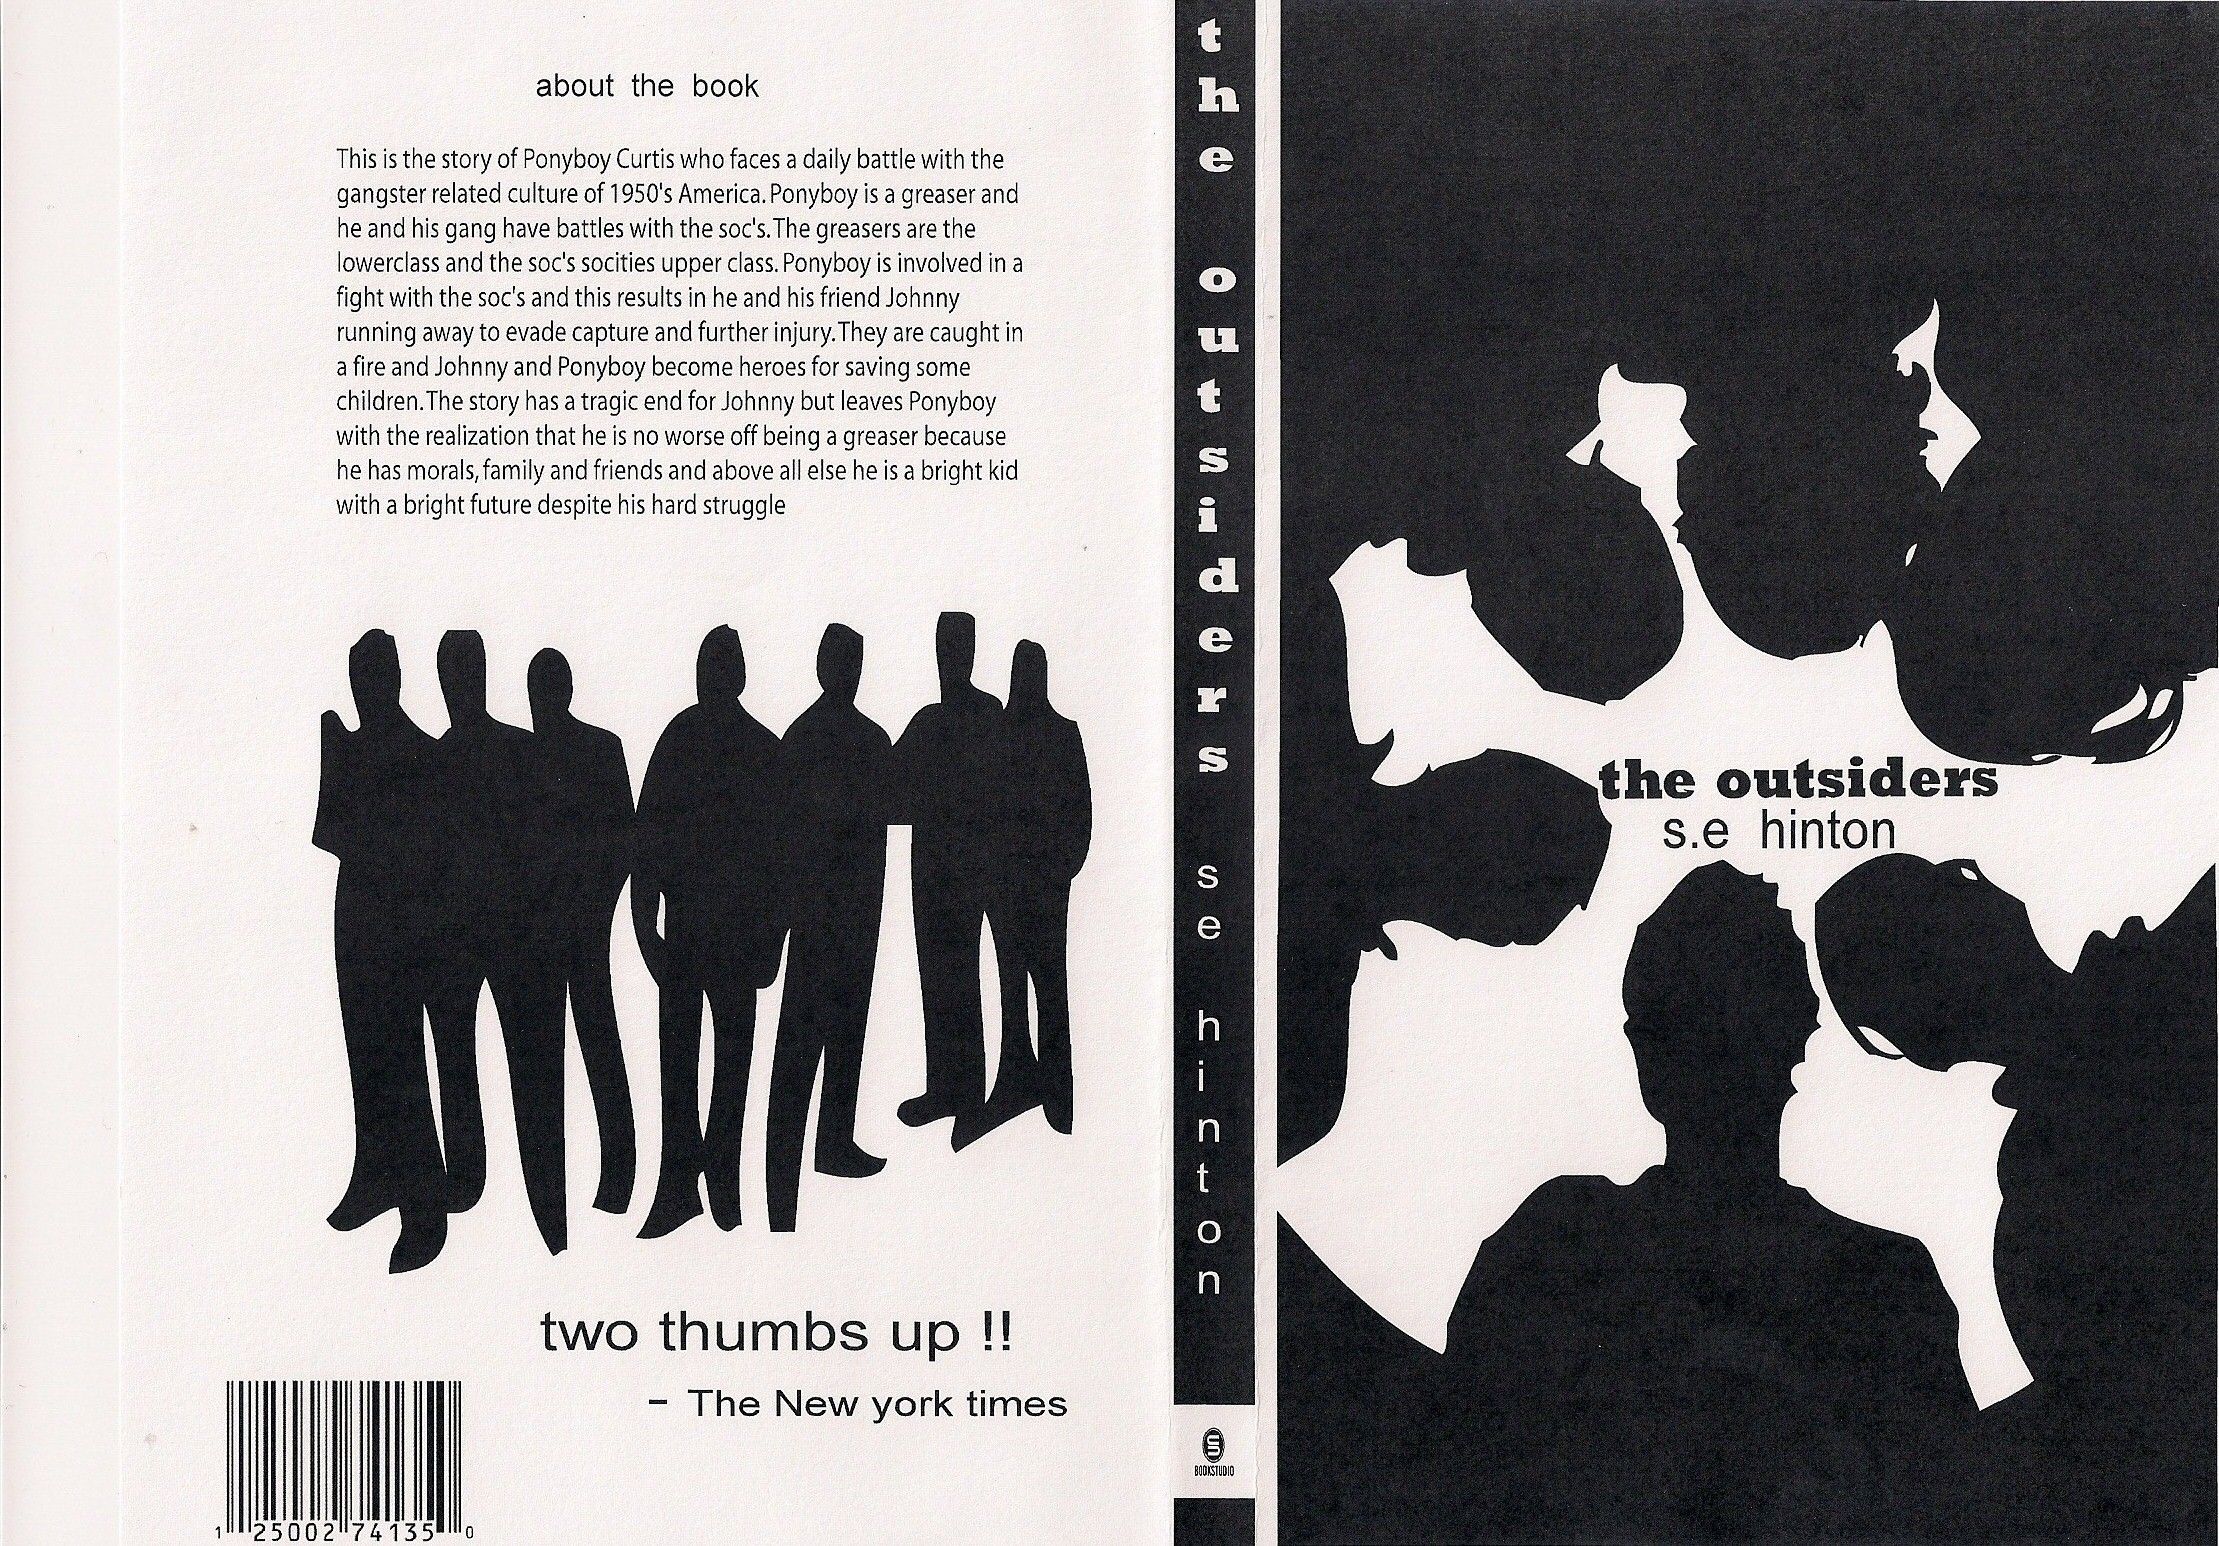 about the book
This is the story of Ponyboy Curtis who faces a daily battle with the
gangster related culture of 1950's America. Ponyboy is a greaser and
he and his gang have battles with the soc's. The greasers are the
lowerclass and the soc's socities upper class. Ponyboy is involved in a
fight with the soc's and this results in he and his friend Johnny
running away to evade capture and further injury. They are caught in
a fire and Johnny and Ponyboy become heroes for saving some
children. The story has a tragic end for Johnny but leaves Ponyboy
with the realization that he is no worse off being a greaser because
he has morals, family and friends and above all else he is a bright kid
with a bright future despite his hard struggle
two thumbs up !!
– The New york times
1 25002 74135 0
the outsiders se hinton
S
BOOKSTUDIO
the outsiders
s.e hinton